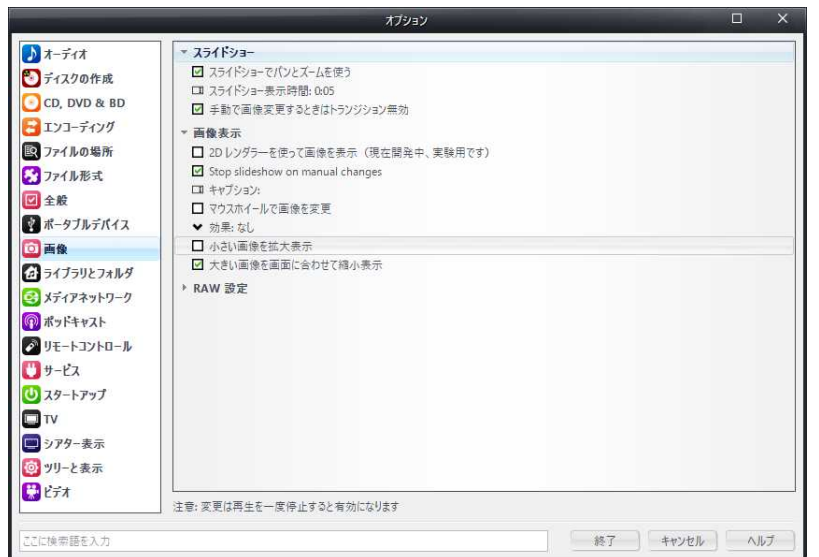 オプション
オーディオ
ディスクの作成
CD, DVD & BD
エンコーディング
ファイルの場所
ファイル形式
全般
ポータブルデバイス
画像
ライブラリとフォルダ
メディアネットワーク
ポッドキャスト
リモートコントロール
サービス
スタートアップ
TV
シアター表示
ツリーと表示
ビデオ
スライドショー
スライドショーでパンとズームを使う
スライドショー表示時間: 0:05
手動で画像変更するときはトランジション無効
画像表示
2D レンダラーを使って画像を表示（現在開発中、実験用です）
Stop slideshow on manual changes
キャプション:
マウスホイールで画像を変更
効果: なし
小さい画像を拡大表示
大きい画像を画面に合わせて縮小表示
RAW 設定
注意: 変更は再生を一度停止すると有効になります
ここに検索語を入力
終了
キャンセル
ヘルプ